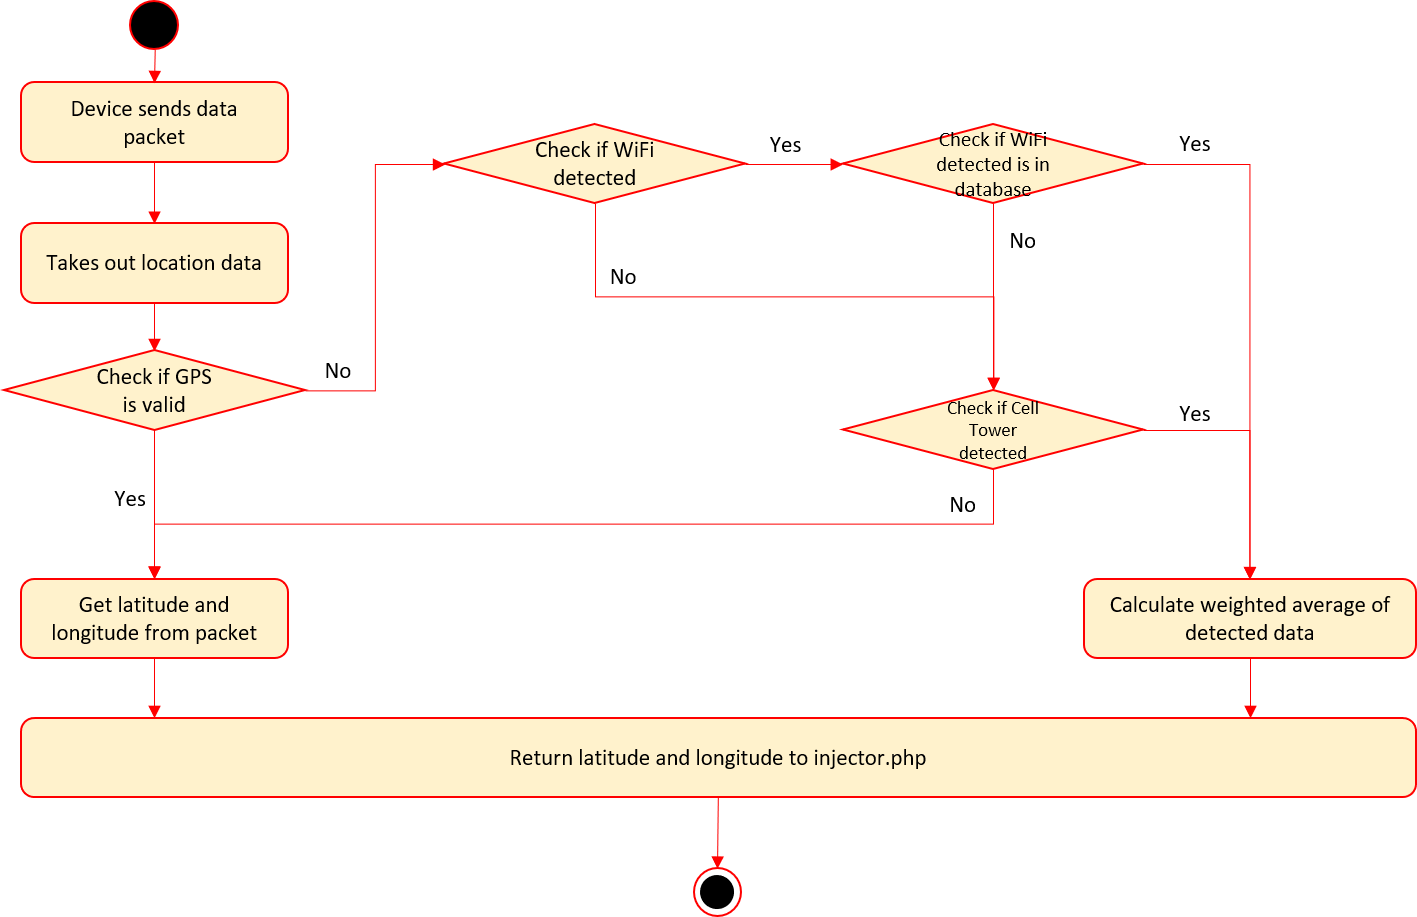 Device sends data
packet
Takes out location data
Check if GPS
is valid
No
Yes
Check if WiFi
detected
Yes
No
Check if WiFi
detected is in
database
Yes
No
Check if Cell
Tower
detected
Yes
No
Get latitude and
longitude from packet
Calculate weighted average of
detected data
Return latitude and longitude to injector.php